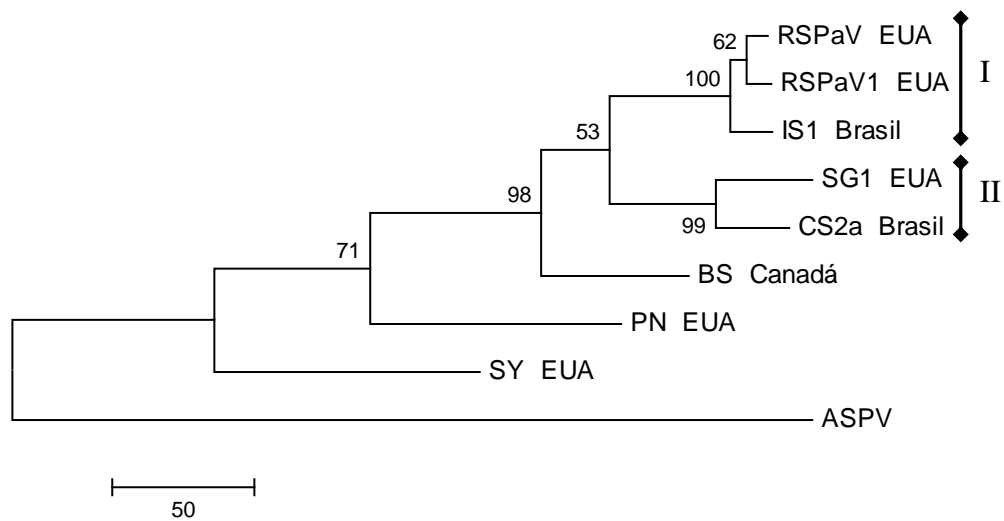 RSPaV EUA
62
I
RSPaV1 EUA
100
IS1 Brasil
53
SG1 EUA
II
98
99
CS2a Brasil
71
BS Canadá
PN EUA
SY EUA
ASPV
50